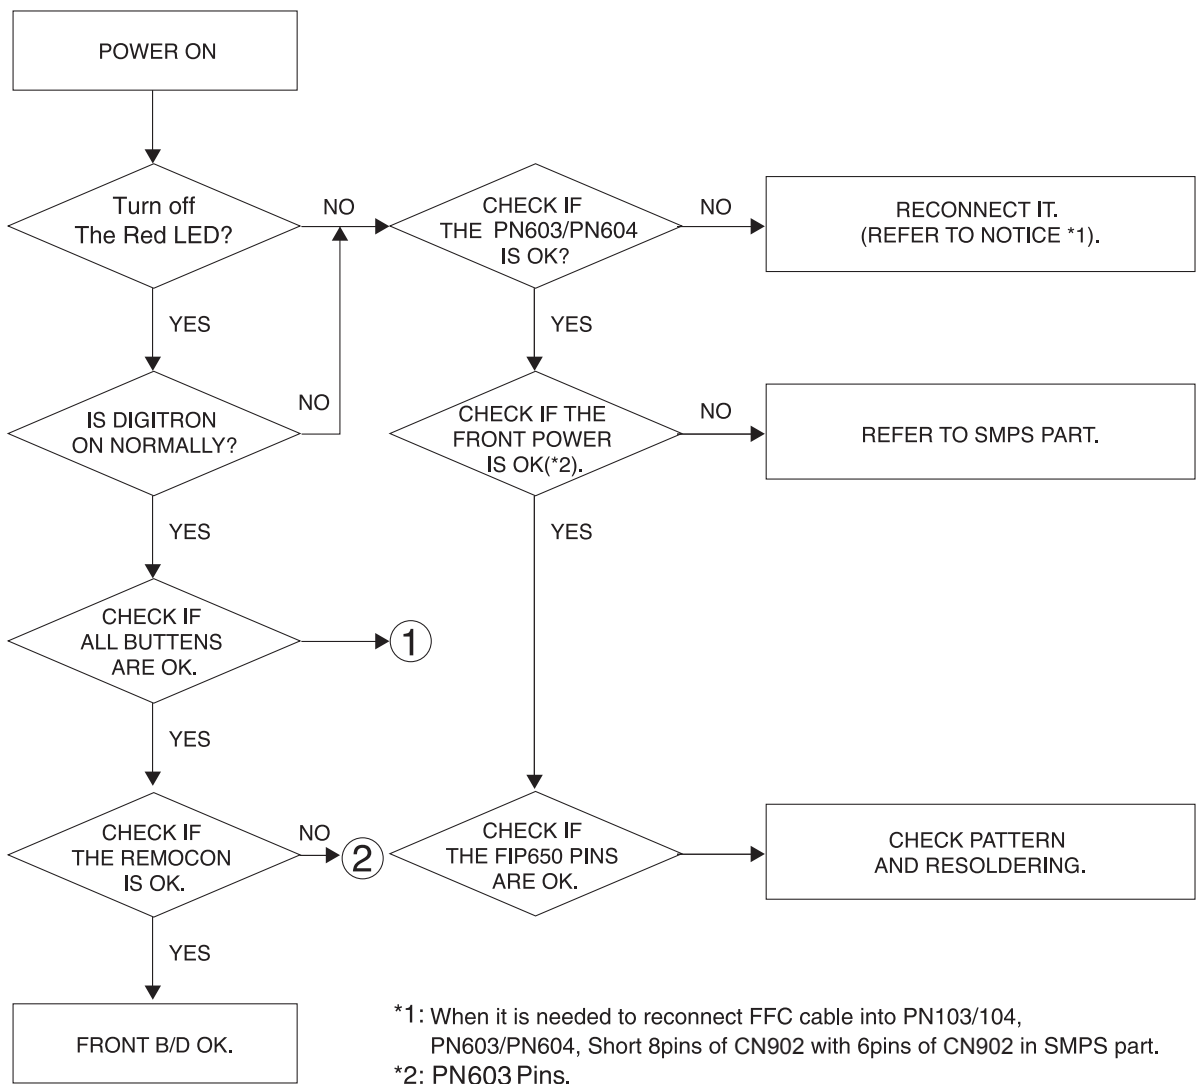 POWER ON
Turn off
The Red LED?
NO
CHECK IF
THE PN603/PN604
IS OK?
NO
RECONNECT IT.
(REFER TO NOTICE *1).
YES
YES
IS DIGITRON
ON NORMALLY?
NO
CHECK IF THE
FRONT POWER
IS OK(*2).
NO
REFER TO SMPS PART.
YES
YES
CHECK IF
ALL BUTTENS
ARE OK.
1
YES
CHECK IF
THE REMOCON
IS OK.
NO
2
CHECK IF
THE FIP650 PINS
ARE OK.
CHECK PATTERN
AND RESOLDERING.
YES
FRONT B/D OK.
*1: When it is needed to reconnect FFC cable into PN103/104,
PN603/PN604, Short 8pins of CN902 with 6pins of CN902 in SMPS part.
*2: PN603 Pins.